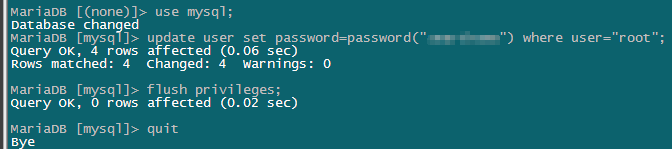 MariaDB [(none)]> use mysql;
Database changed
MariaDB [mysql]> update user set password=password("") where user="root";
Query OK, 4 rows affected (0.06 sec)
Rows matched: 4  Changed: 4  Warnings: 0
MariaDB [mysql]> flush privileges;
Query OK, 0 rows affected (0.02 sec)
MariaDB [mysql]> quit
Bye